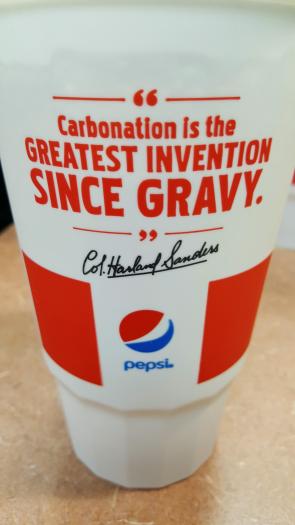 “
Carbonation is the
GREATEST INVENTION
SINCE GRAVY.
”
Col. Harland Sanders
pepsi